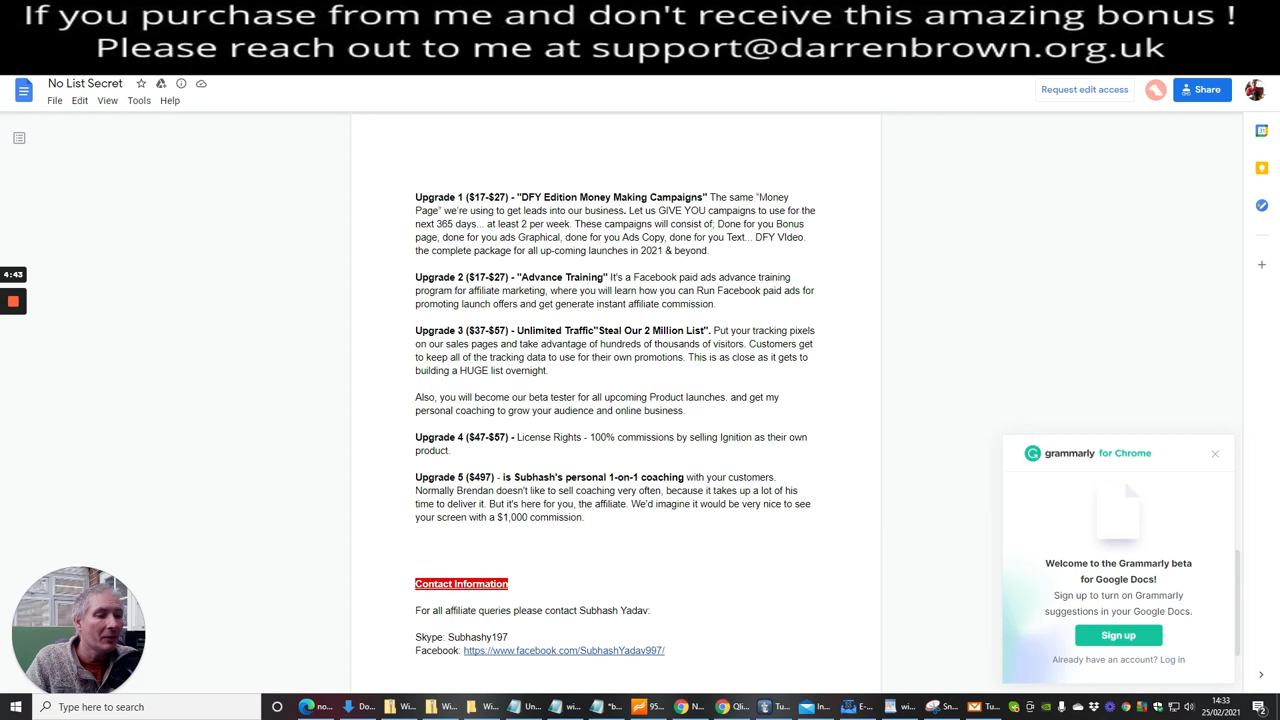 If you purchase from me and don't receive this amazing bonus !
Please reach out to me at support@darrenbrown.org.uk
No List Secret
File Edit View Tools Help
Request edit access
Share
Upgrade 1 ($17-$27) - "DFY Edition Money Making Campaigns" The same "Money
Page" we're using to get leads into our business. Let us GIVE YOU campaigns to use for the
next 365 days... at least 2 per week. These campaigns will consist of; Done for you Bonus
page, done for you ads Graphical, done for you Ads Copy, done for you Text... DFY VIdeo.
the complete package for all up-coming launches in 2021 & beyond.
Upgrade 2 ($17-$27) - "Advance Training" It's a Facebook paid ads advance training
program for affiliate marketing, where you will learn how you can Run Facebook paid ads for
promoting launch offers and get generate instant affiliate commission.
4:43
Upgrade 3 ($37-$57) - Unlimited Traffic"Steal Our 2 Million List". Put your tracking pixels
on our sales pages and take advantage of hundreds of thousands of visitors. Customers get
to keep all of the tracking data to use for their own promotions. This is as close as it gets to
building a HUGE list overnight.
Also, you will become our beta tester for all upcoming Product launches. and get my
personal coaching to grow your audience and online business.
Upgrade 4 ($47-$57) - License Rights - 100% commissions by selling Ignition as their own
product.
Upgrade 5 ($497) - is Subhash's personal 1-on-1 coaching with your customers.
Normally Brendan doesn't like to sell coaching very often, because it takes up a lot of his
time to deliver it. But it's here for you, the affiliate. We'd imagine it would be very nice to see
your screen with a $1,000 commission.
Contact Information
For all affiliate queries please contact Subhash Yadav:
Skype: Subhashy197
Facebook: https://www.facebook.com/SubhashYadav997/
grammarly for Chrome
Welcome to the Grammarly beta
for Google Docs!
Sign up to turn on Grammarly
suggestions in your Google Docs.
Sign up
Already have an account? Log in
Type here to search
no... Do... Wi... Wi... Wi... Un... wi... *b... 95... N... Qli... Tu... In E-... wi... Sn... Tu...
14:33
25/02/2021